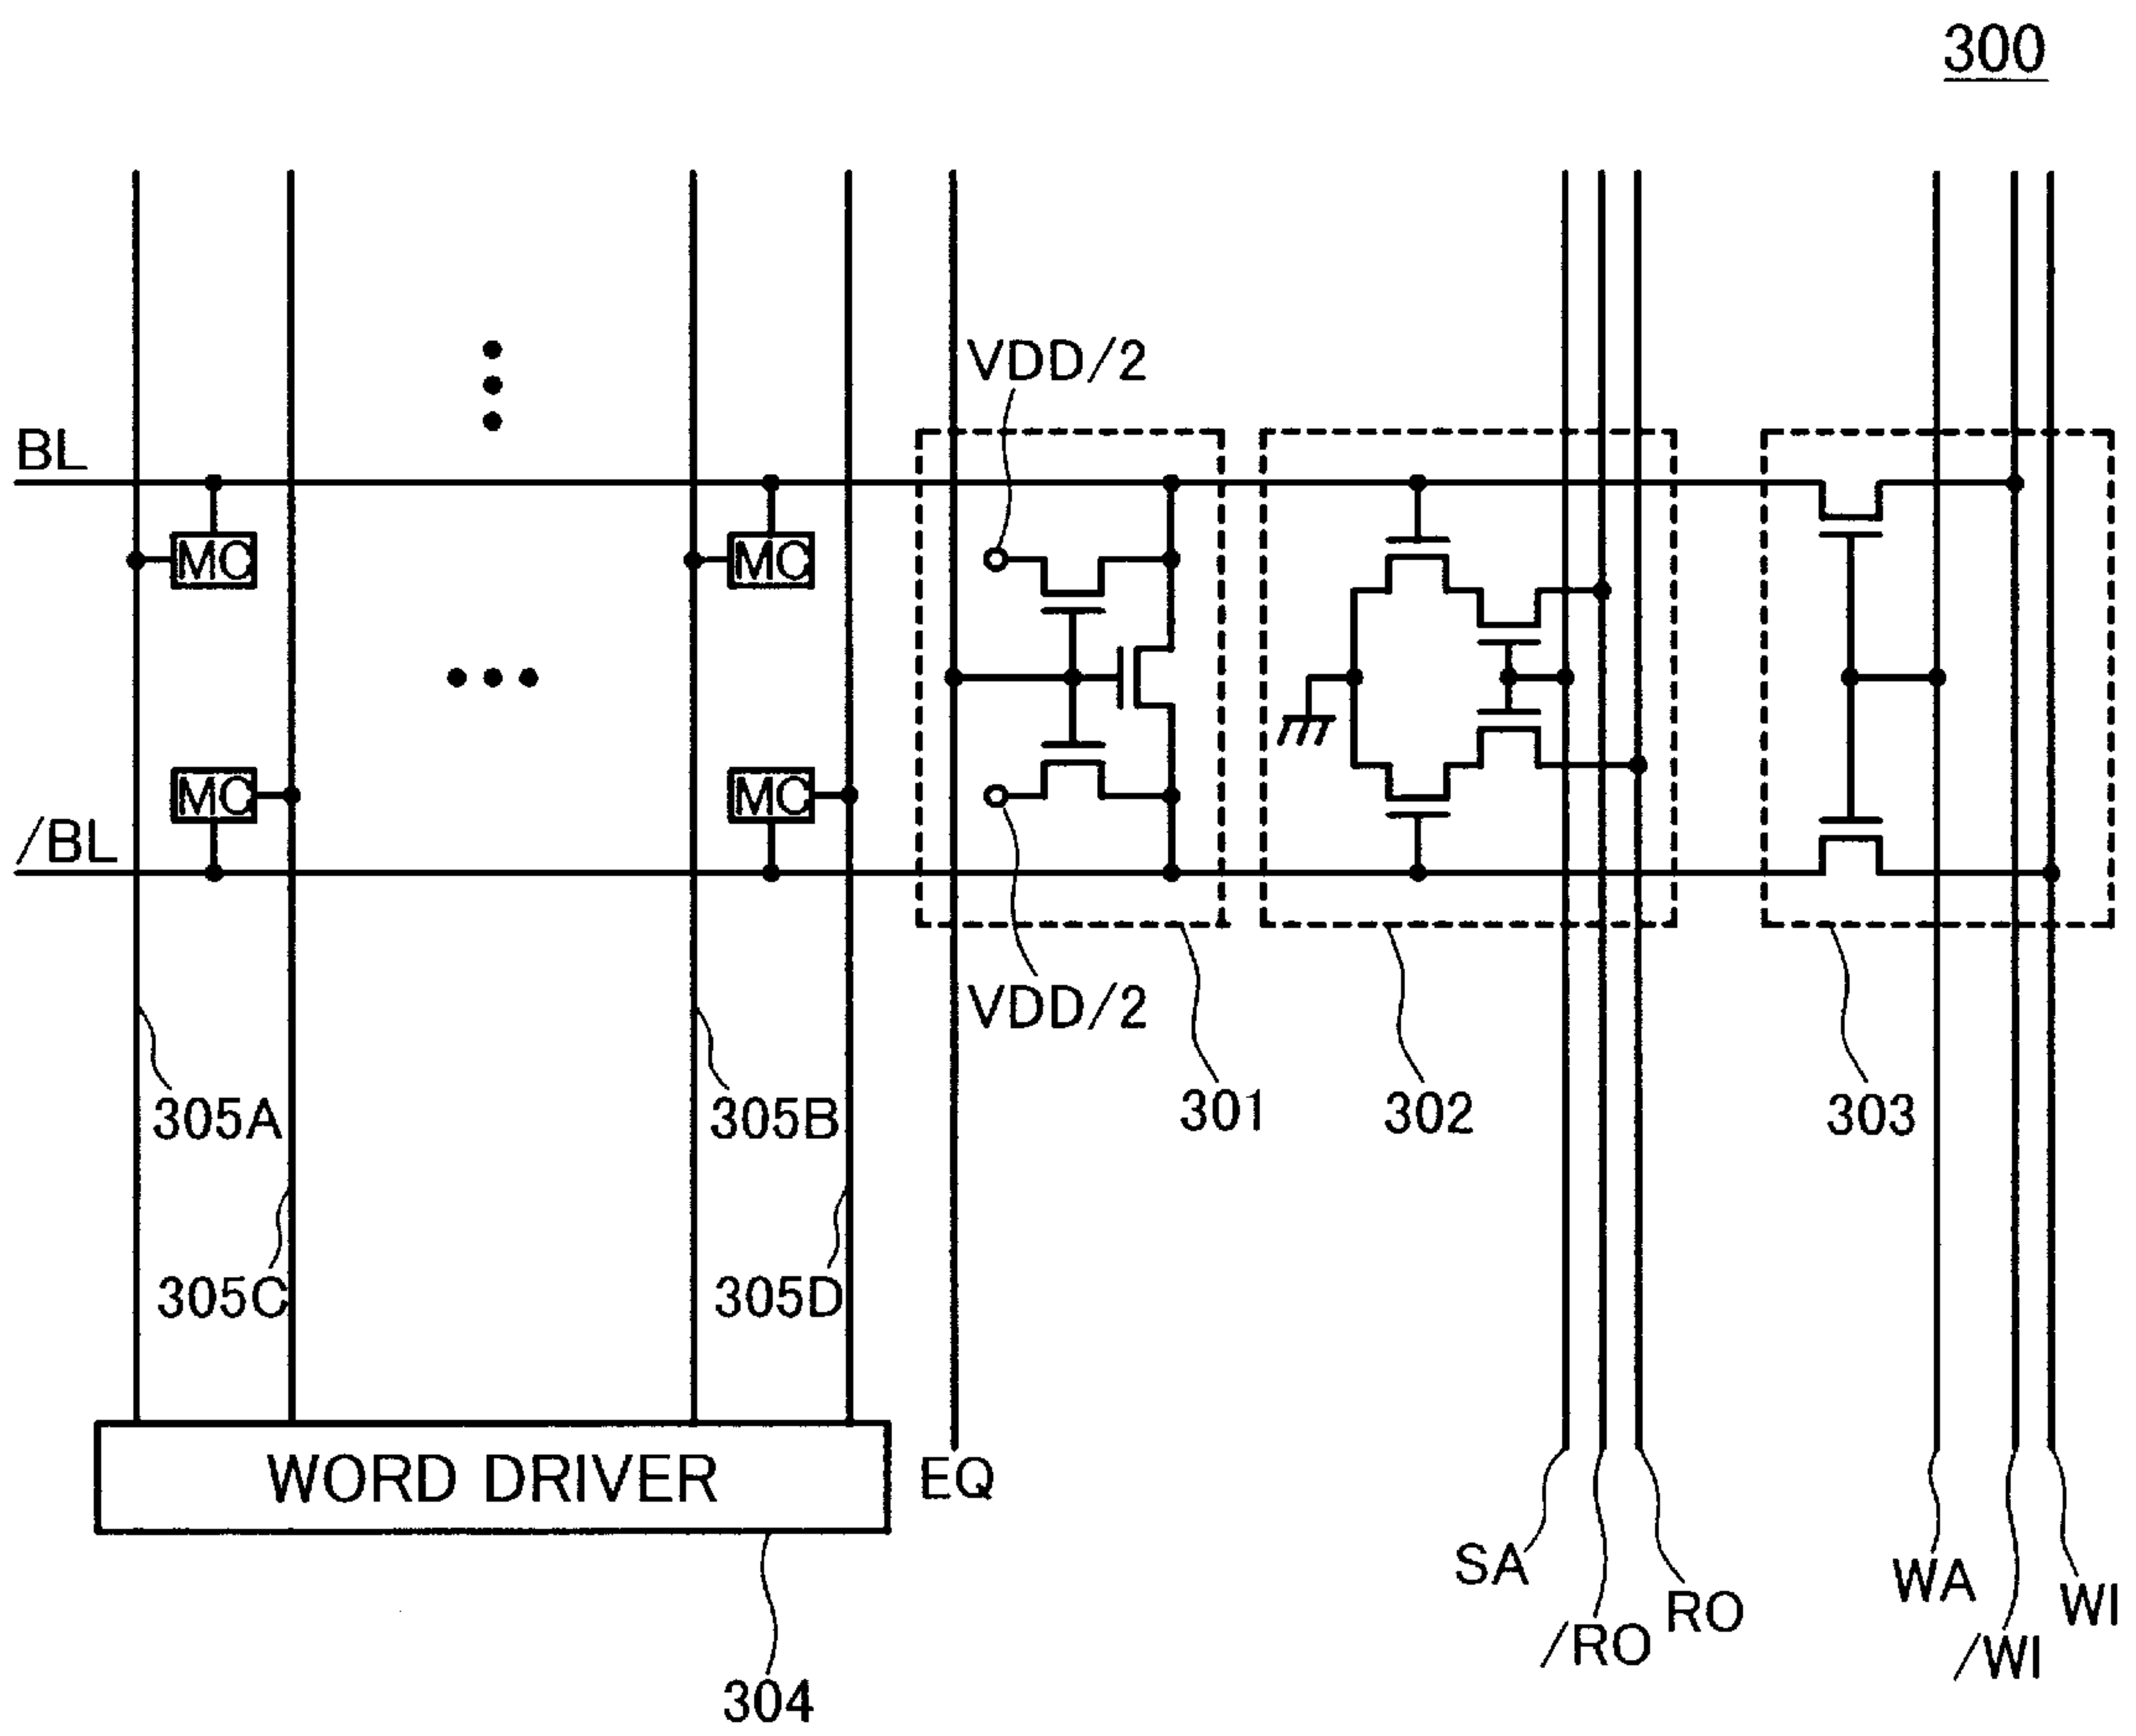 300
VDD/2
BL
MC
MC
MC
MC
/BL
VDD/2
305A
305B
301
302
303
305C
305D
WORD DRIVER
EQ
SA
/RO
RO
WA
/WI
WI
304